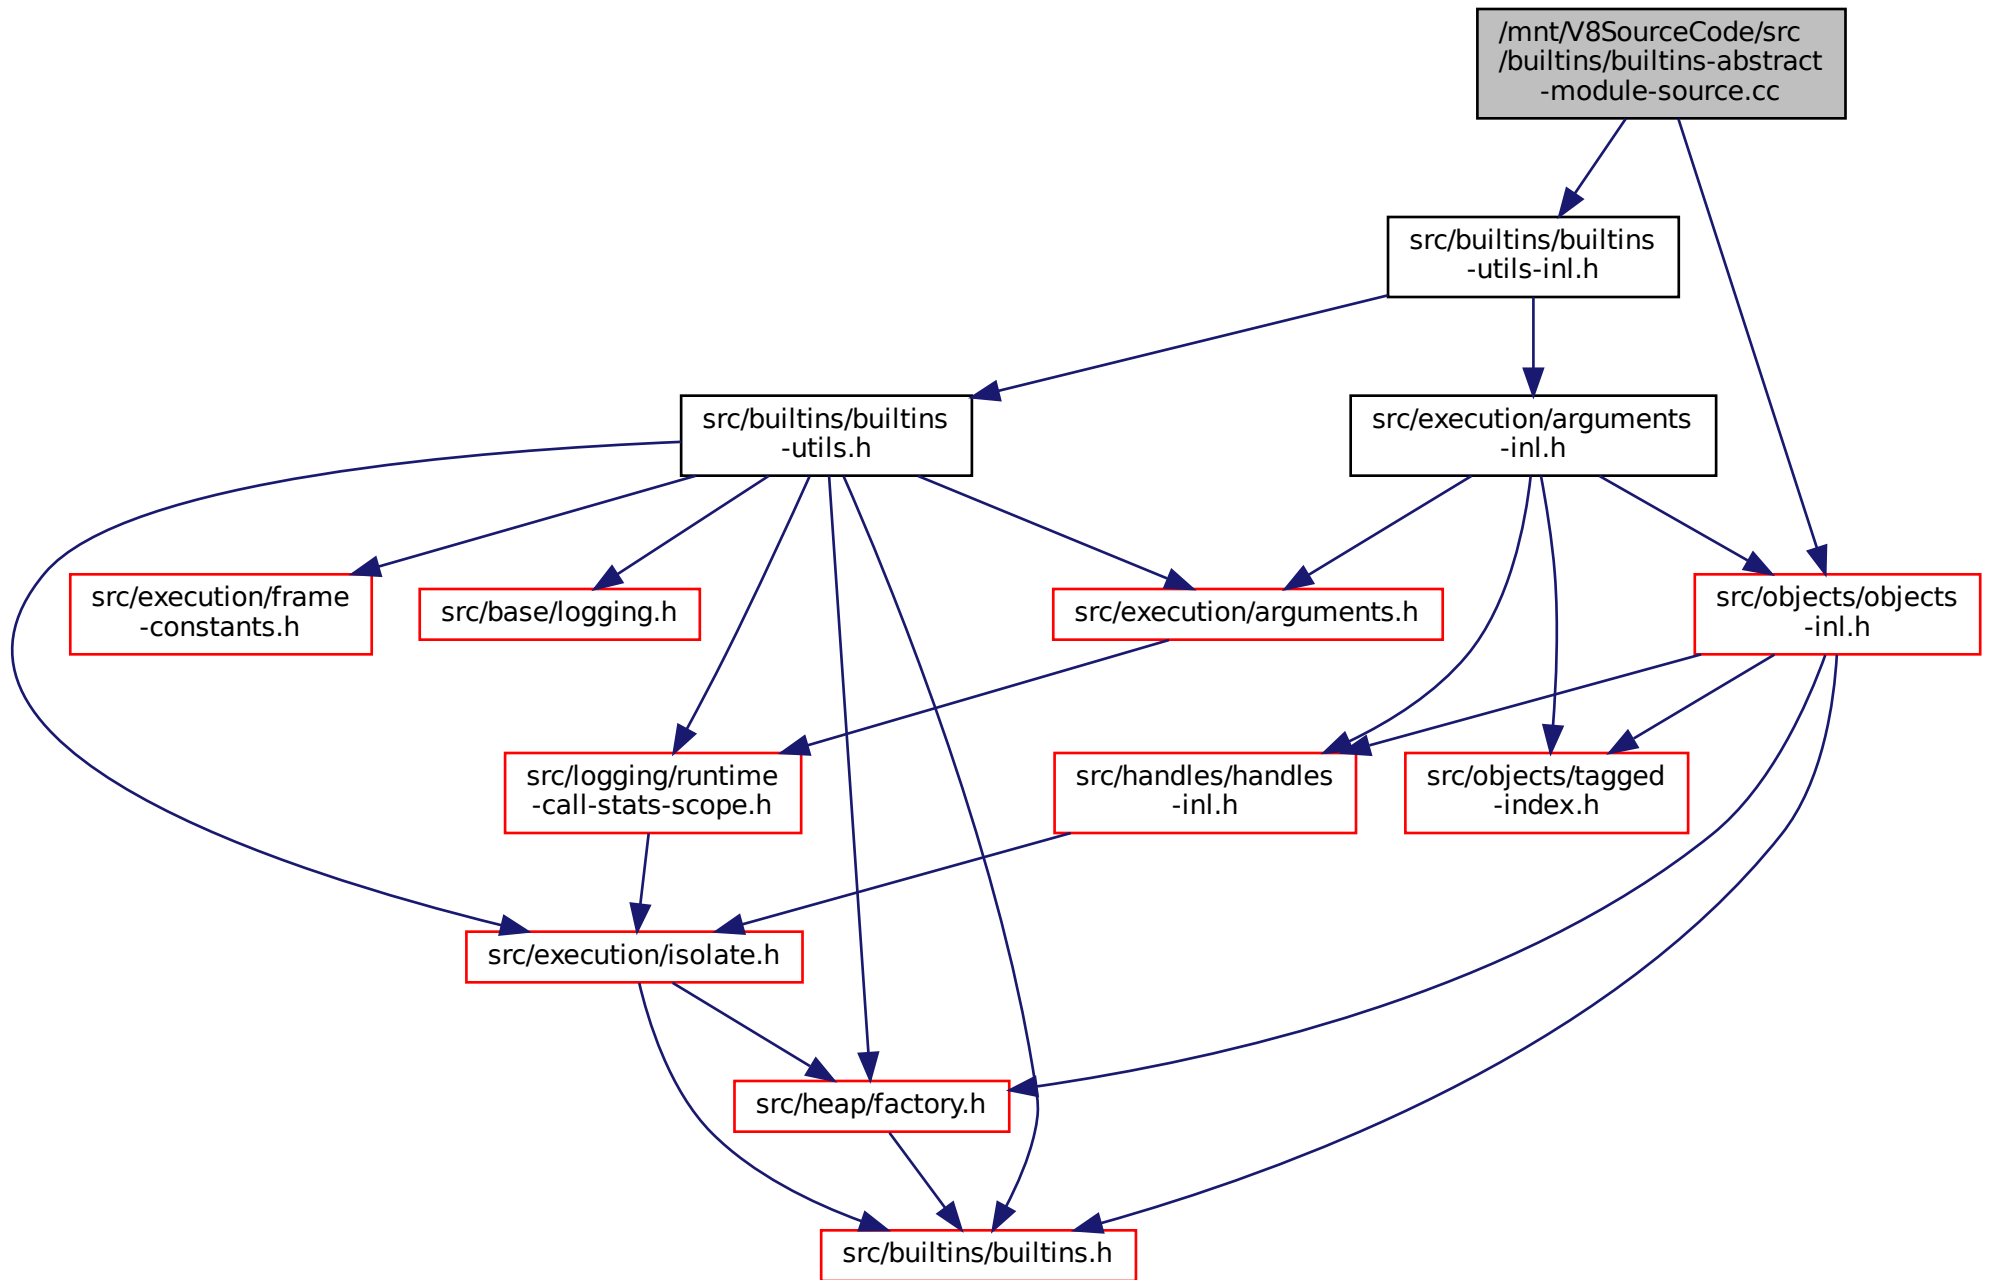 /mnt/V8SourceCode/src
/builtins/builtins-abstract
-module-source.cc
src/builtins/builtins
-utils-inl.h
src/builtins/builtins
-utils.h
src/execution/arguments
-inl.h
src/execution/frame
-constants.h
src/base/logging.h
src/execution/arguments.h
src/objects/objects
-inl.h
src/logging/runtime
-call-stats-scope.h
src/handles/handles
-inl.h
src/objects/tagged
-index.h
src/execution/isolate.h
src/heap/factory.h
src/builtins/builtins.h